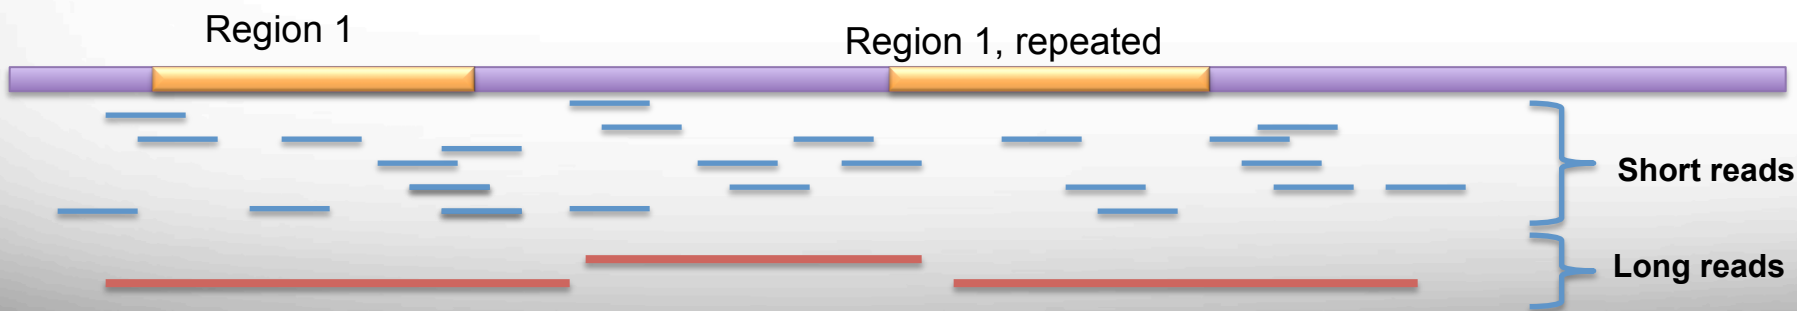 Region 1
Region 1, repeated
Short reads
Long reads